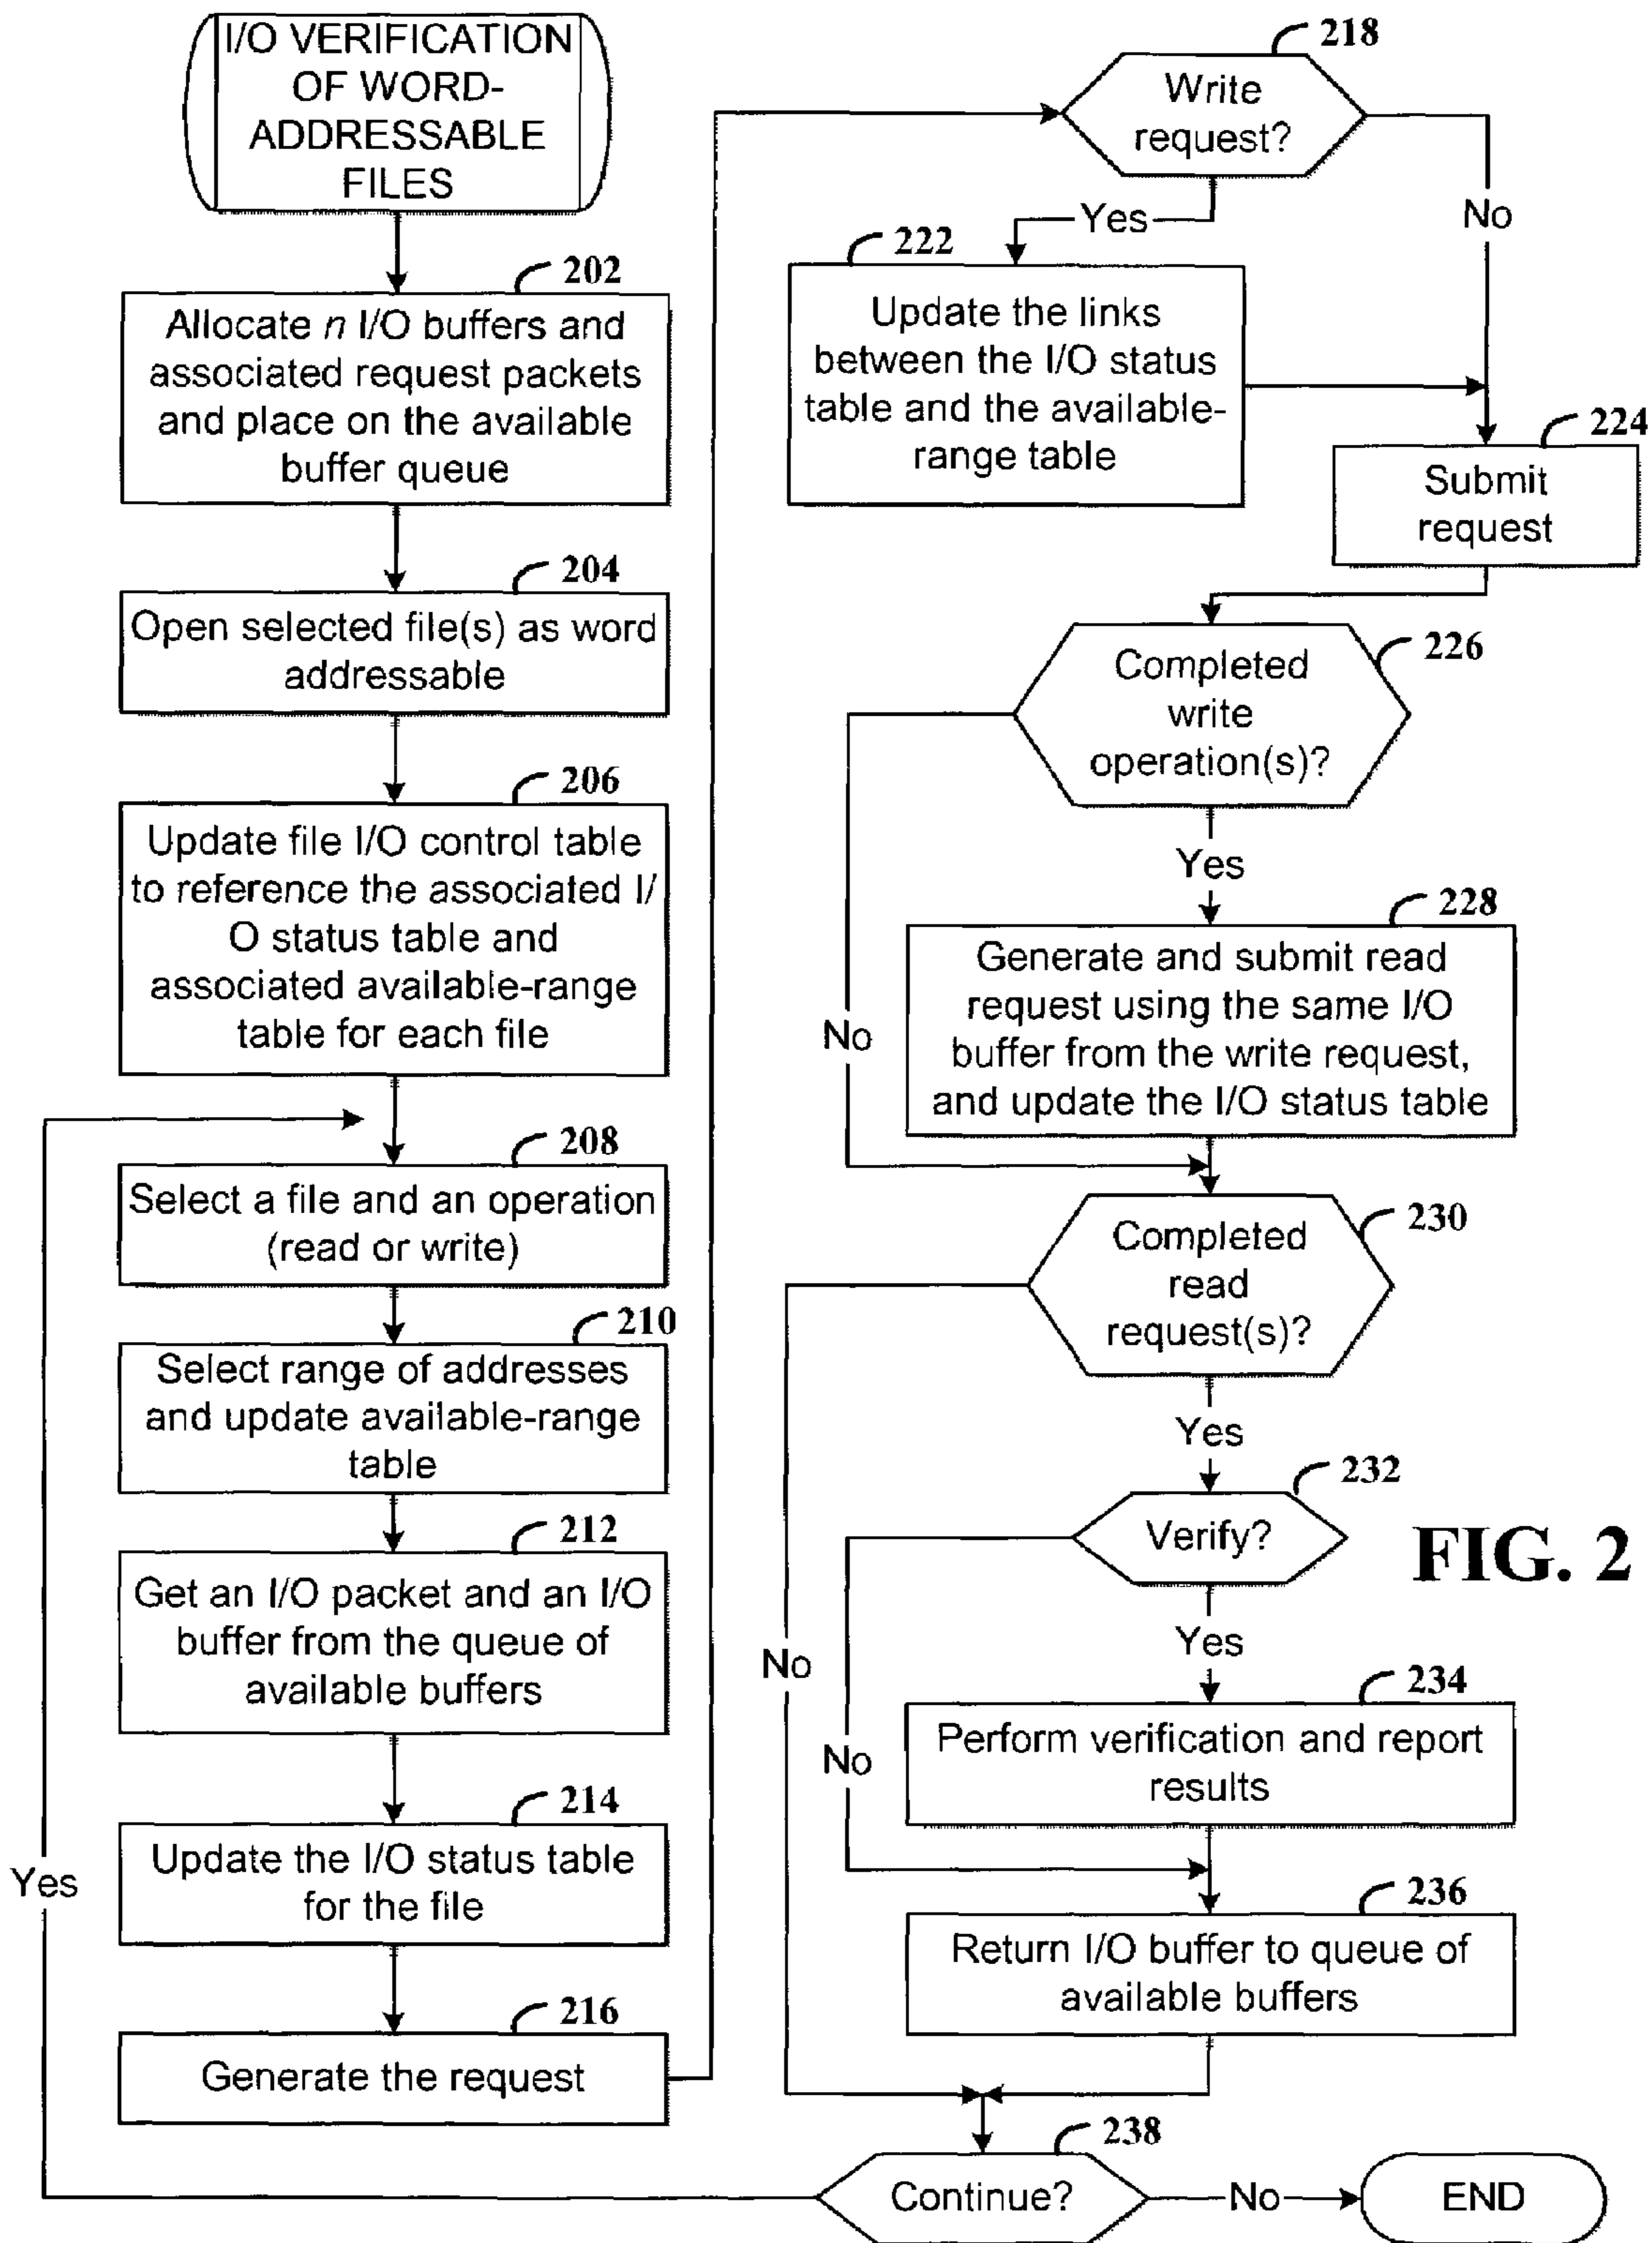 I/O VERIFICATION
OF WORD-
ADDRESSABLE
FILES
202
Allocate n I/O buffers and
associated request packets
and place on the available
buffer queue
204
Open selected file(s) as word
addressable
206
Update file I/O control table
to reference the associated I/
O status table and
associated available-range
table for each file
208
Select a file and an operation
(read or write)
210
Select range of addresses
and update available-range
table
212
Get an I/O packet and an I/O
buffer from the queue of
available buffers
214
Update the I/O status table
for the file
216
Generate the request
218
Write
request?
Yes
No
222
Update the links
between the I/O status
table and the available-
range table
224
Submit
request
226
Completed
write
operation(s)?
Yes
No
228
Generate and submit read
request using the same I/O
buffer from the write request,
and update the I/O status table
230
Completed
read
request(s)?
Yes
No
232
Verify?
Yes
No
234
Perform verification and report
results
236
Return I/O buffer to queue of
available buffers
238
Continue?
Yes
No
END
FIG. 2